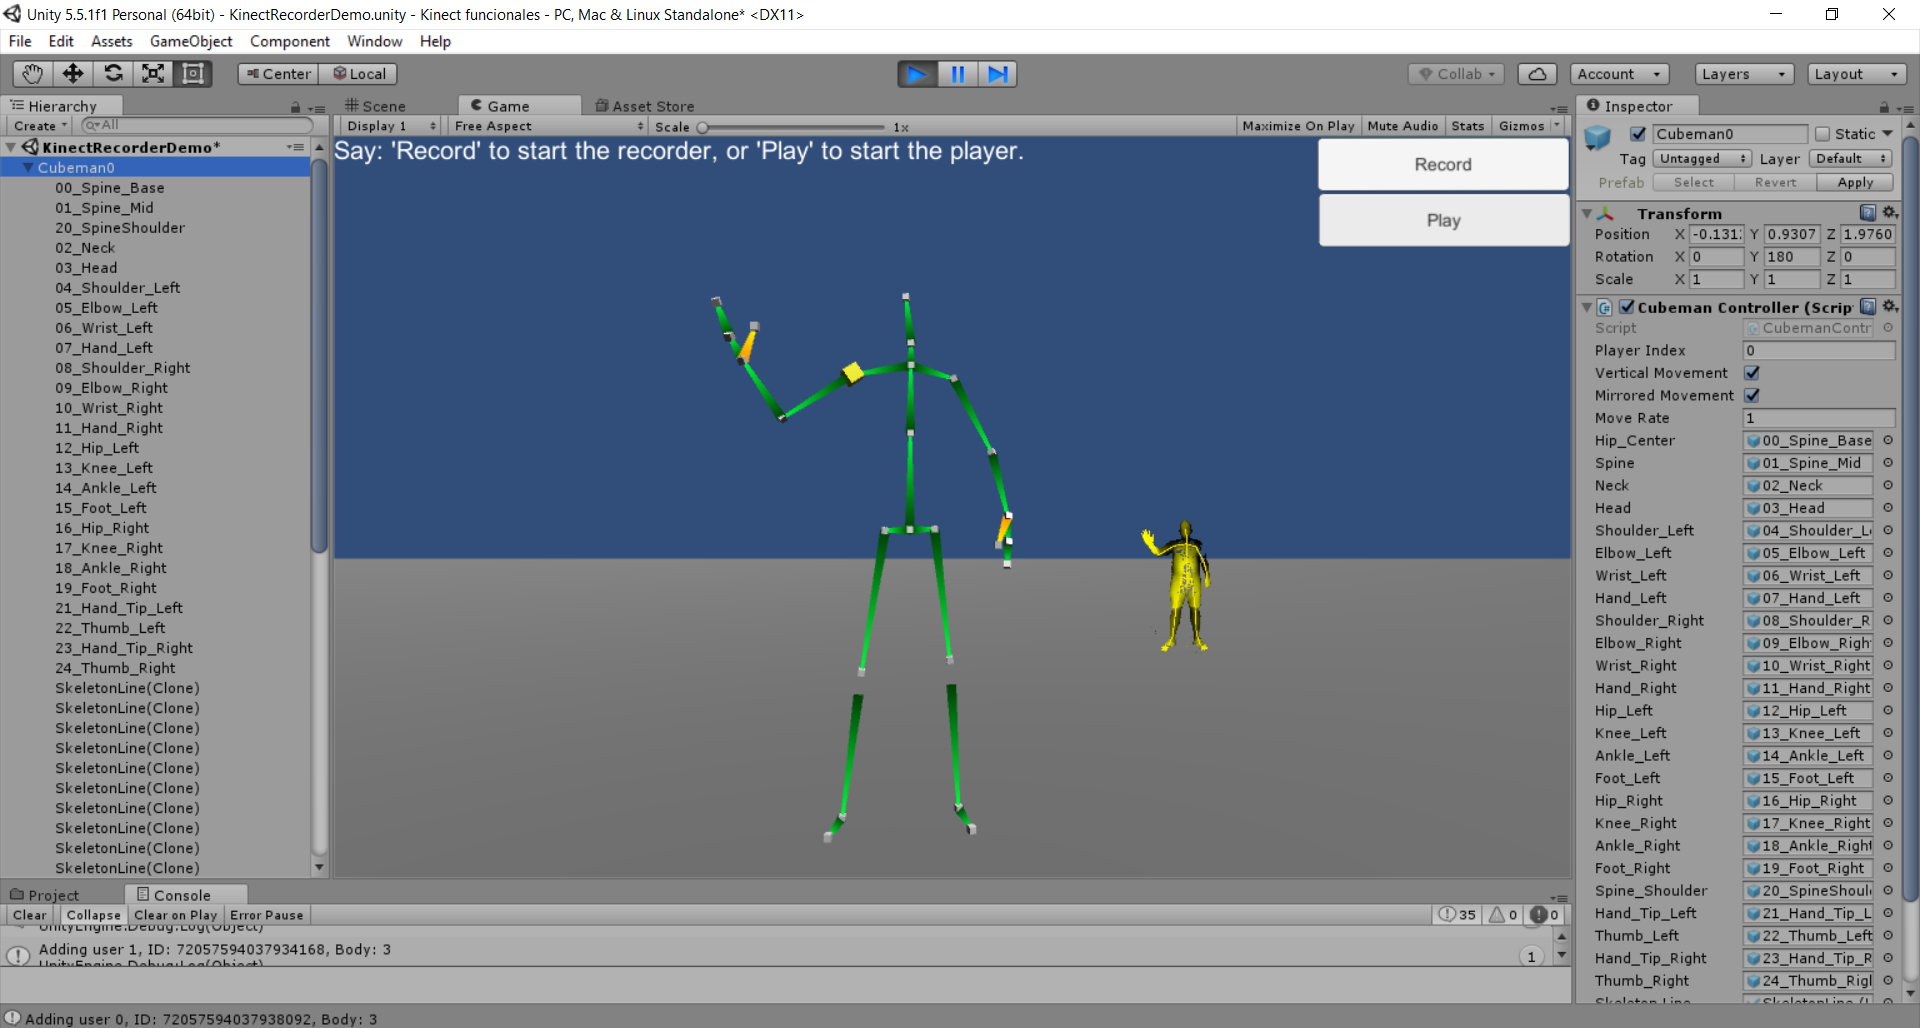 Unity 5.5.1f1 Personal (64bit) - KinectRecorderDemo.unity - Kinect funcionales - PC, Mac & Linux Standalone* <DX11>
File Edit Assets GameObject Component Window Help
Center Local Collab Account Layers Layout
Hierarchy
Create All
KinectRecorderDemo*
Cubeman0
00_Spine_Base
01_Spine_Mid
20_SpineShoulder
02_Neck
03_Head
04_Shoulder_Left
05_Elbow_Left
06_Wrist_Left
07_Hand_Left
08_Shoulder_Right
09_Elbow_Right
10_Wrist_Right
11_Hand_Right
12_Hip_Left
13_Knee_Left
14_Ankle_Left
15_Foot_Left
16_Hip_Right
17_Knee_Right
18_Ankle_Right
19_Foot_Right
21_Hand_Tip_Left
22_Thumb_Left
23_Hand_Tip_Right
24_Thumb_Right
SkeletonLine(Clone)
SkeletonLine(Clone)
SkeletonLine(Clone)
SkeletonLine(Clone)
SkeletonLine(Clone)
SkeletonLine(Clone)
SkeletonLine(Clone)
SkeletonLine(Clone)
SkeletonLine(Clone)
SkeletonLine(Clone)
Scene Game Asset Store
Display 1 Free Aspect Scale 1x Maximize On Play Mute Audio Stats Gizmos
Say: 'Record' to start the recorder, or 'Play' to start the player.
Record
Play
Inspector
Cubeman0 Static
Tag Untagged Layer Default
Prefab Select Revert Apply
Transform
Position X -0.131: Y 0.9307 Z 1.9760
Rotation X 0 Y 180 Z 0
Scale X 1 Y 1 Z 1
Cubeman Controller (Scrip
Script CubemanContr
Player Index 0
Vertical Movement
Mirrored Movement
Move Rate 1
Hip_Center 00_Spine_Base
Spine 01_Spine_Mid
Neck 02_Neck
Head 03_Head
Shoulder_Left 04_Shoulder_L
Elbow_Left 05_Elbow_Left
Wrist_Left 06_Wrist_Left
Hand_Left 07_Hand_Left
Shoulder_Right 08_Shoulder_R
Elbow_Right 09_Elbow_Righ
Wrist_Right 10_Wrist_Right
Hand_Right 11_Hand_Right
Hip_Left 12_Hip_Left
Knee_Left 13_Knee_Left
Ankle_Left 14_Ankle_Left
Foot_Left 15_Foot_Left
Hip_Right 16_Hip_Right
Knee_Right 17_Knee_Right
Ankle_Right 18_Ankle_Right
Foot_Right 19_Foot_Right
Spine_Shoulder 20_SpineShoul
Hand_Tip_Left 21_Hand_Tip_L
Thumb_Left 22_Thumb_Left
Hand_Tip_Right 23_Hand_Tip_R
Thumb_Right 24_Thumb_Rigl
Skeleton Line SkeletonLine (L
Project Console
Clear Collapse Clear on Play Error Pause 35 0 0
UnityEngine.Debug:Log(Object)
Adding user 1, ID: 72057594037934168, Body: 3 1
UnityEngine.Debug:Log(Object)
Adding user 0, ID: 72057594037938092, Body: 3